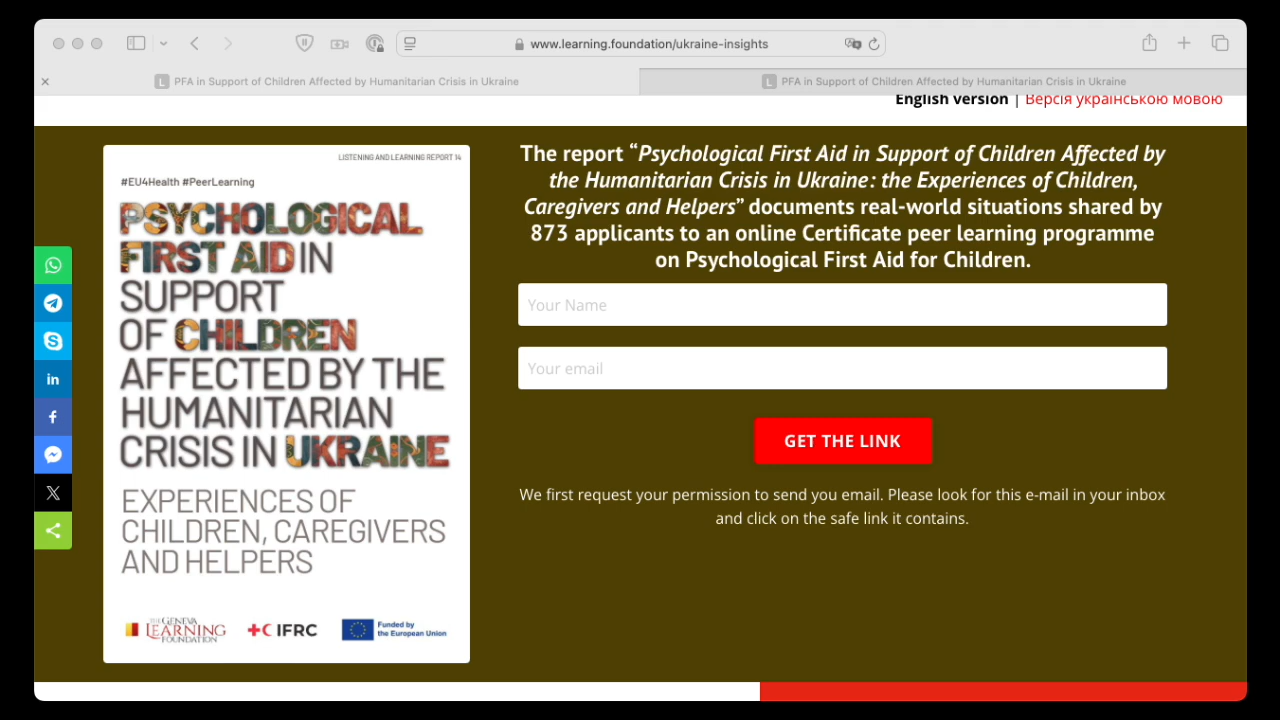 www.learning.foundation/ukraine-insights
PFA in Support of Children Affected by Humanitarian Crisis in Ukraine
PFA in Support of Children Affected by Humanitarian Crisis in Ukraine
English version | Версія українською мовою
LISTENING AND LEARNING REPORT 14
#EU4Health #PeerLearning
PSYCHOLOGICAL
FIRST AID IN
SUPPORT
OF CHILDREN
AFFECTED BY THE
HUMANITARIAN
CRISIS IN UKRAINE
EXPERIENCES OF
CHILDREN, CAREGIVERS
AND HELPERS
THE GENEVA
LEARNING
FOUNDATION
IFRC
Funded by
the European Union
The report “Psychological First Aid in Support of Children Affected by
the Humanitarian Crisis in Ukraine: the Experiences of Children,
Caregivers and Helpers” documents real-world situations shared by
873 applicants to an online Certificate peer learning programme
on Psychological First Aid for Children.
Your Name
Your email
GET THE LINK
We first request your permission to send you email. Please look for this e-mail in your inbox
and click on the safe link it contains.